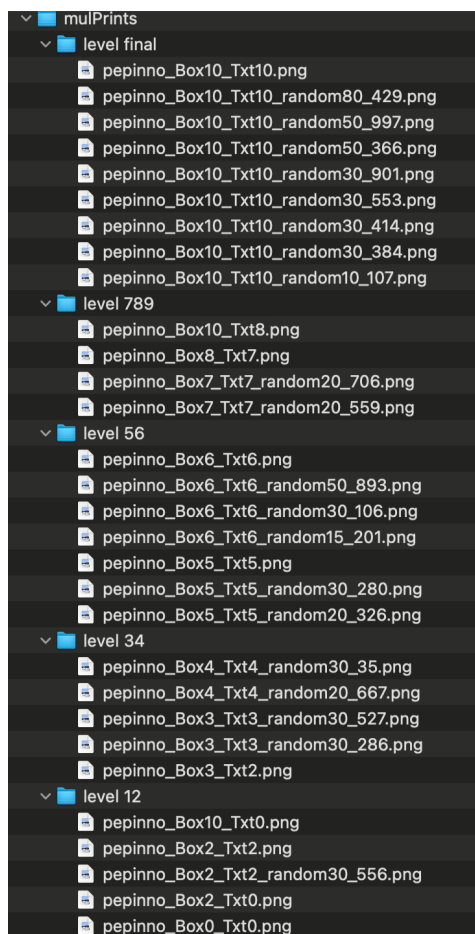 mulPrints
level final
pepinno_Box10_Txt10.png
pepinno_Box10_Txt10_random80_429.png
pepinno_Box10_Txt10_random50_997.png
pepinno_Box10_Txt10_random50_366.png
pepinno_Box10_Txt10_random30_901.png
pepinno_Box10_Txt10_random30_553.png
pepinno_Box10_Txt10_random30_414.png
pepinno_Box10_Txt10_random30_384.png
pepinno_Box10_Txt10_random10_107.png
level 789
pepinno_Box10_Txt8.png
pepinno_Box8_Txt7.png
pepinno_Box7_Txt7_random20_706.png
pepinno_Box7_Txt7_random20_559.png
level 56
pepinno_Box6_Txt6.png
pepinno_Box6_Txt6_random50_893.png
pepinno_Box6_Txt6_random30_106.png
pepinno_Box6_Txt6_random15_201.png
pepinno_Box5_Txt5.png
pepinno_Box5_Txt5_random30_280.png
pepinno_Box5_Txt5_random20_326.png
level 34
pepinno_Box4_Txt4_random30_35.png
pepinno_Box4_Txt4_random20_667.png
pepinno_Box3_Txt3_random30_527.png
pepinno_Box3_Txt3_random30_286.png
pepinno_Box3_Txt2.png
level 12
pepinno_Box10_Txt0.png
pepinno_Box2_Txt2.png
pepinno_Box2_Txt2_random30_556.png
pepinno_Box2_Txt0.png
pepinno_Box0_Txt0.png